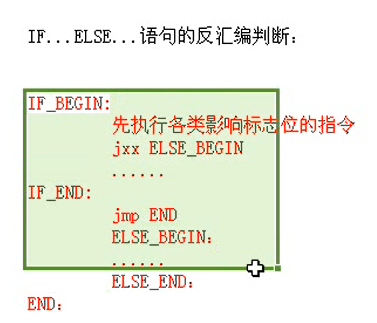 IF...ELSE...语句的反汇编判断：
IF_BEGIN:
先执行各类影响标志位的指令
jxx ELSE_BEGIN
......
IF_END:
jmp END
ELSE_BEGIN：
......
ELSE_END：
END：